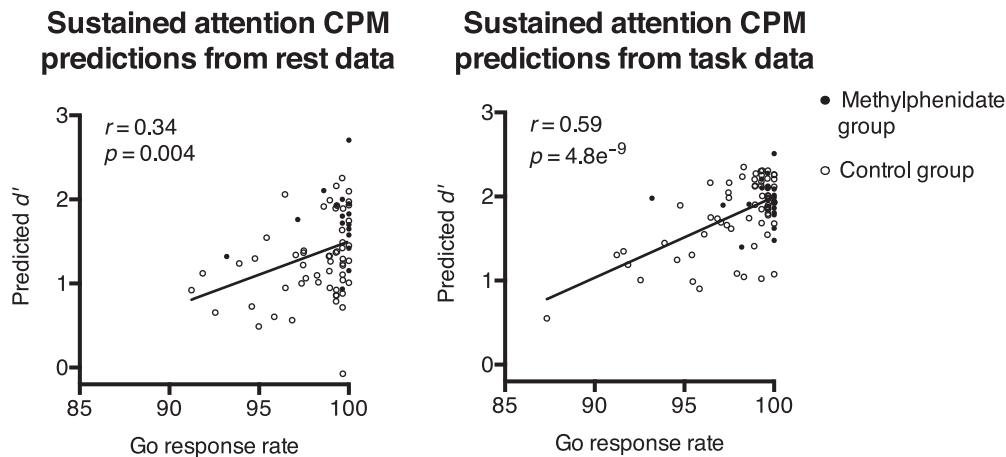 Sustained attention CPM
predictions from rest data
r = 0.34
p = 0.004
3
2
1
0
Predicted d′
85
90
95
100
Go response rate
Sustained attention CPM
predictions from task data
r = 0.59
p = 4.8e⁻⁹
3
2
1
0
Predicted d′
85
90
95
100
Go response rate
Methylphenidate
group
Control group